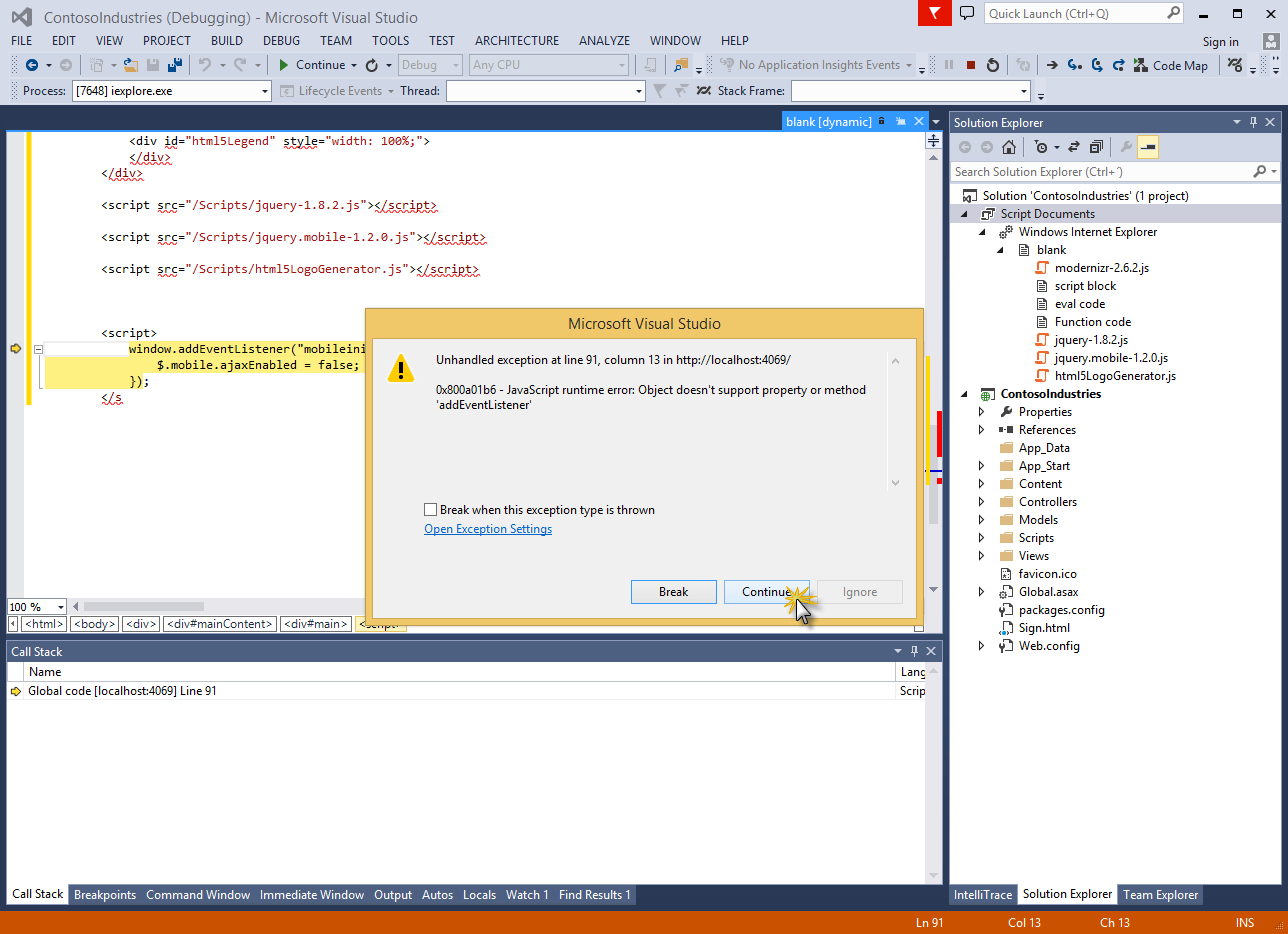 ContosoIndustries (Debugging) - Microsoft Visual Studio
Quick Launch (Ctrl+Q)
FILE EDIT VIEW PROJECT BUILD DEBUG TEAM TOOLS TEST ARCHITECTURE ANALYZE WINDOW HELP
Sign in
Continue Debug Any CPU No Application Insights Events Code Map
Process: [7648] iexplore.exe Lifecycle Events Thread: Stack Frame:
blank [dynamic]
<div id="html5Legend" style="width: 100%;">
</div>
</div>
<script src="/Scripts/jquery-1.8.2.js"></script>
<script src="/Scripts/jquery.mobile-1.2.0.js"></script>
<script src="/Scripts/html5LogoGenerator.js"></script>
<script>
window.addEventListener("mobileini
$.mobile.ajaxEnabled = false;
});
</s
Microsoft Visual Studio
Unhandled exception at line 91, column 13 in http://localhost:4069/
0x800a01b6 - JavaScript runtime error: Object doesn't support property or method
'addEventListener'
Break when this exception type is thrown
Open Exception Settings
Break Continue Ignore
100 %
<html> <body> <div> <div#mainContent> <div#main> <script>
Call Stack
Name Lang
Global code [localhost:4069] Line 91 Scrip
Call Stack Breakpoints Command Window Immediate Window Output Autos Locals Watch 1 Find Results 1
Solution Explorer
Search Solution Explorer (Ctrl+´)
Solution 'ContosoIndustries' (1 project)
Script Documents
Windows Internet Explorer
blank
modernizr-2.6.2.js
script block
eval code
Function code
jquery-1.8.2.js
jquery.mobile-1.2.0.js
html5LogoGenerator.js
ContosoIndustries
Properties
References
App_Data
App_Start
Content
Controllers
Models
Scripts
Views
favicon.ico
Global.asax
packages.config
Sign.html
Web.config
IntelliTrace Solution Explorer Team Explorer
Ln 91 Col 13 Ch 13 INS